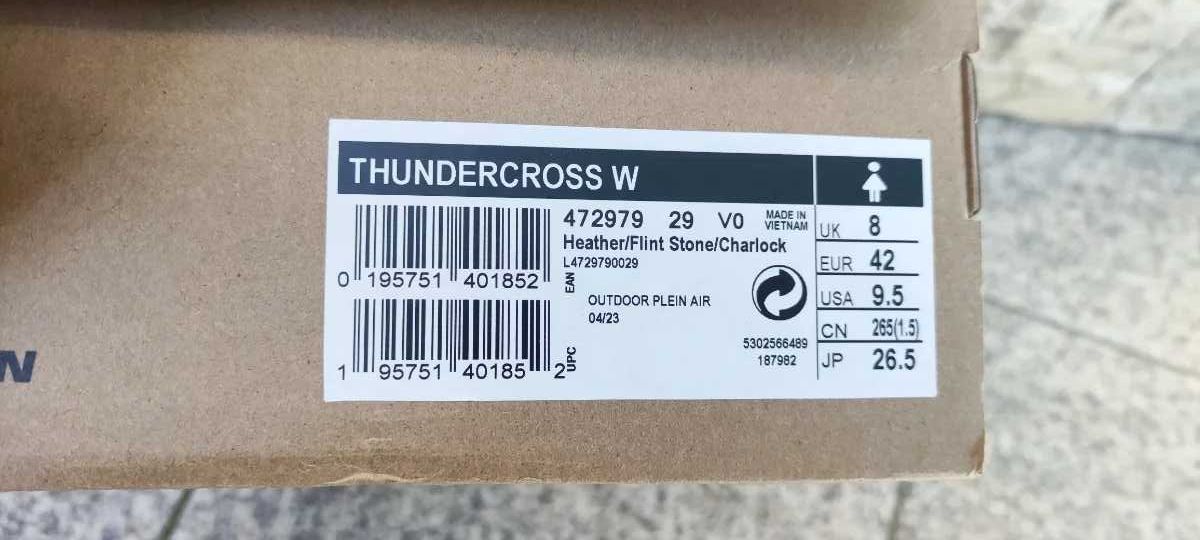 THUNDERCROSS W
472979 29 V0 MADE IN VIETNAM
Heather/Flint Stone/Charlock
L4729790029
0 195751 401852 EAN
OUTDOOR PLEIN AIR
04/23
1 95751 40185 2 UPC
5302566489
187982
UK 8
EUR 42
USA 9.5
CN 265(1.5)
JP 26.5